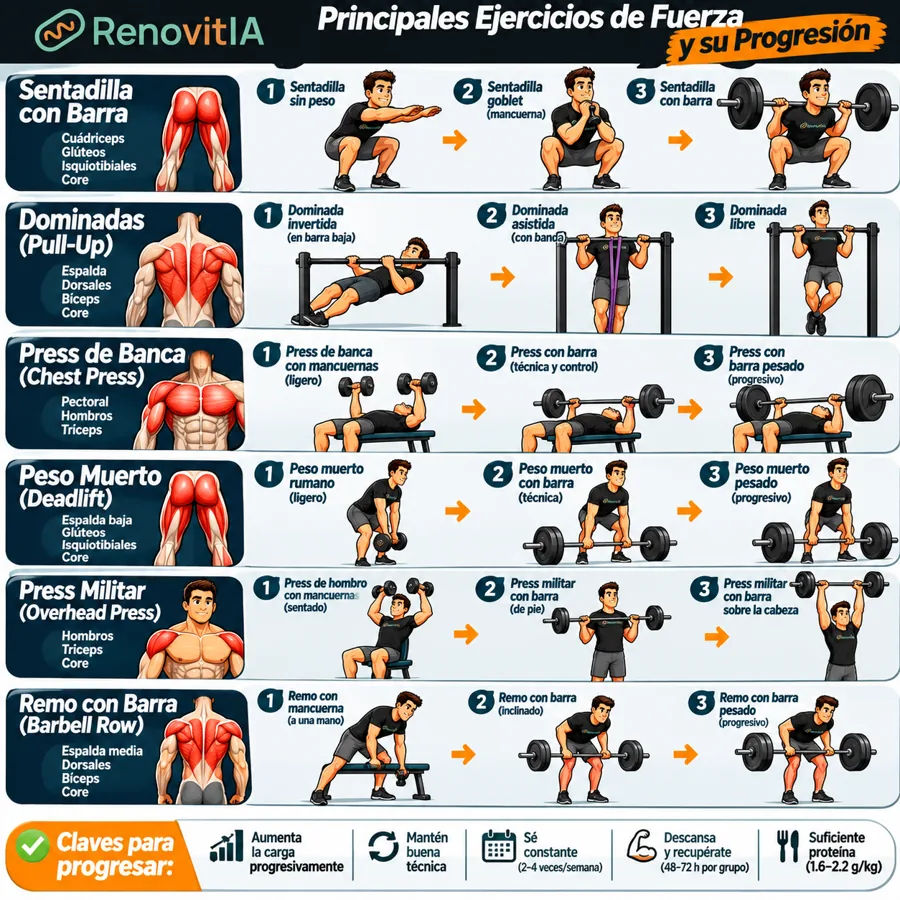 RenovitIA
Principales Ejercicios de Fuerza
y su Progresión
Sentadilla
con Barra
Cuádriceps
Glúteos
Isquiotibiales
Core
1 Sentadilla
sin peso
2 Sentadilla
goblet
(mancuerna)
3 Sentadilla
con barra
Dominadas
(Pull-Up)
Espalda
Dorsales
Bíceps
Core
1 Dominada
invertida
(en barra baja)
2 Dominada
asistida
(con banda)
3 Dominada
libre
Press de Banca
(Chest Press)
Pectoral
Hombros
Tríceps
1 Press de banca
con mancuernas
(ligero)
2 Press con barra
(técnica y control)
3 Press con
barra pesado
(progresivo)
Peso Muerto
(Deadlift)
Espalda baja
Glúteos
Isquiotibiales
Core
1 Peso muerto
rumano
(ligero)
2 Peso muerto
con barra
(técnica)
3 Peso muerto
pesado
(progresivo)
Press Militar
(Overhead Press)
Hombros
Tríceps
Core
1 Press de hombro
con mancuernas
(sentado)
2 Press militar
con barra
(de pie)
3 Press militar
con barra
sobre la cabeza
Remo con Barra
(Barbell Row)
Espalda media
Dorsales
Bíceps
Core
1 Remo con
mancuerna
(a una mano)
2 Remo con barra
(inclinado)
3 Remo con barra
pesado
(progresivo)
Claves para
progresar:
Aumenta
la carga
progresivamente
Mantén
buena
técnica
Sé
constante
(2-4 veces/semana)
Descansa
y recupérate
(48-72 h por grupo)
Suficiente
proteína
(1.6-2.2 g/kg)